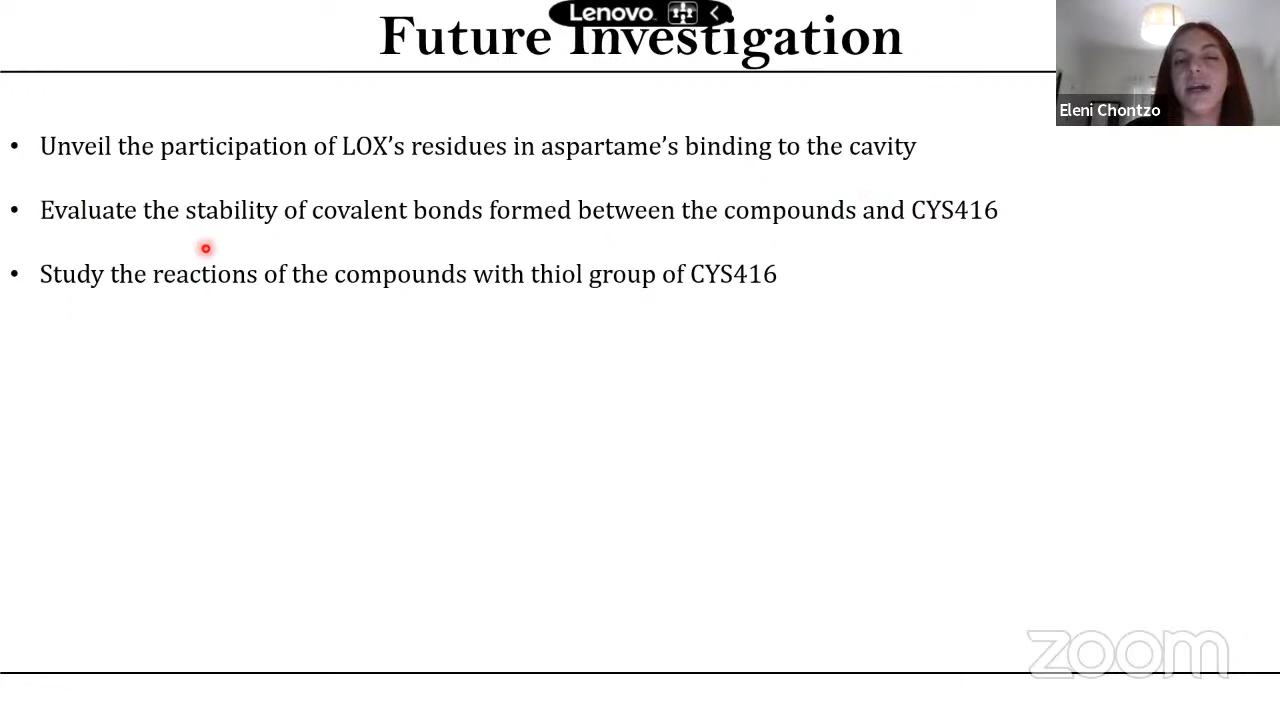 Lenovo
Future Investigation
Eleni Chontzo
• Unveil the participation of LOX’s residues in aspartame’s binding to the cavity
• Evaluate the stability of covalent bonds formed between the compounds and CYS416
• Study the reactions of the compounds with thiol group of CYS416
zoom